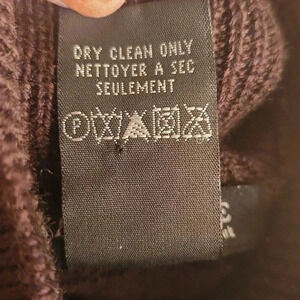 DRY CLEAN ONLY
NETTOYER A SEC
SEULEMENT
P